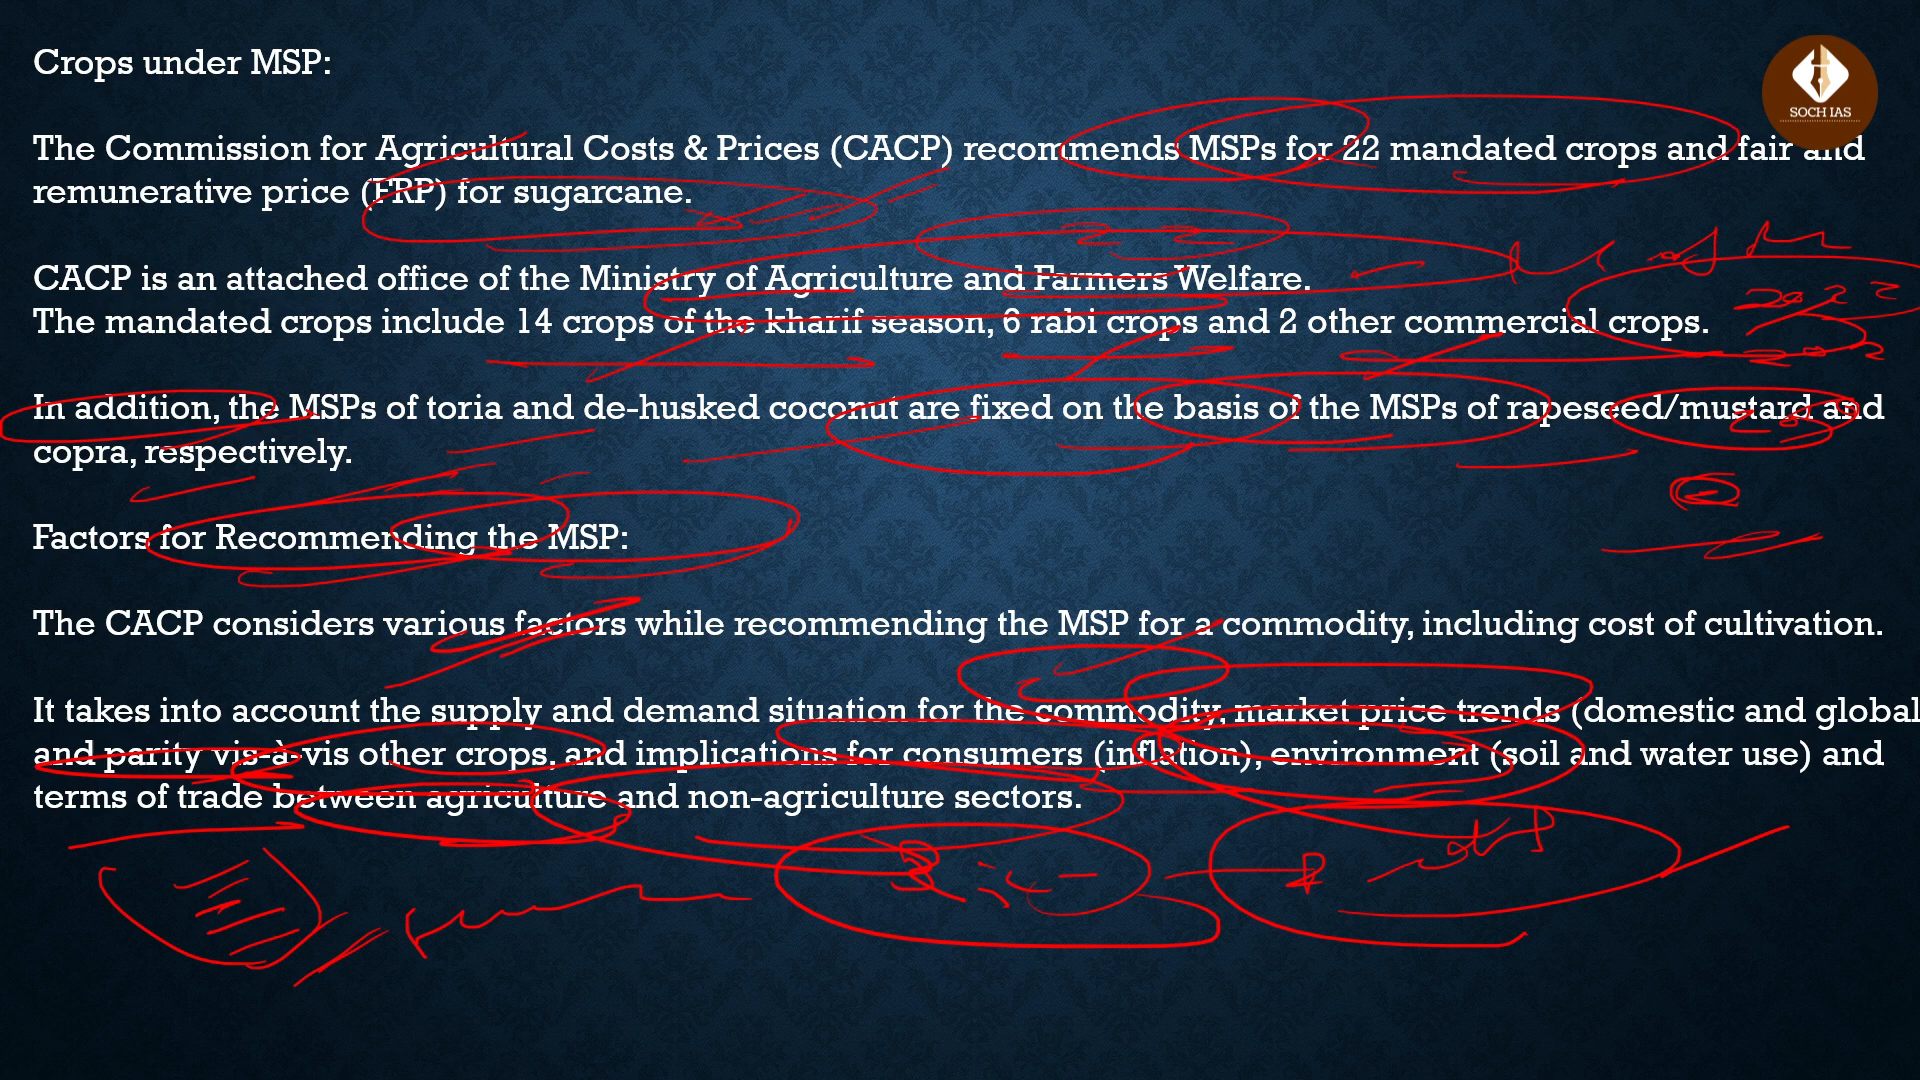 Crops under MSP:
SOCH IAS
The Commission for Agricultural Costs & Prices (CACP) recommends MSPs for 22 mandated crops and fair and
remunerative price (FRP) for sugarcane.
CACP is an attached office of the Ministry of Agriculture and Farmers Welfare.
The mandated crops include 14 crops of the kharif season, 6 rabi crops and 2 other commercial crops.
In addition, the MSPs of toria and de-husked coconut are fixed on the basis of the MSPs of rapeseed/mustard and
copra, respectively.
Factors for Recommending the MSP:
The CACP considers various factors while recommending the MSP for a commodity, including cost of cultivation.
It takes into account the supply and demand situation for the commodity, market price trends (domestic and global
and parity vis-à-vis other crops, and implications for consumers (inflation), environment (soil and water use) and
terms of trade between agriculture and non-agriculture sectors.